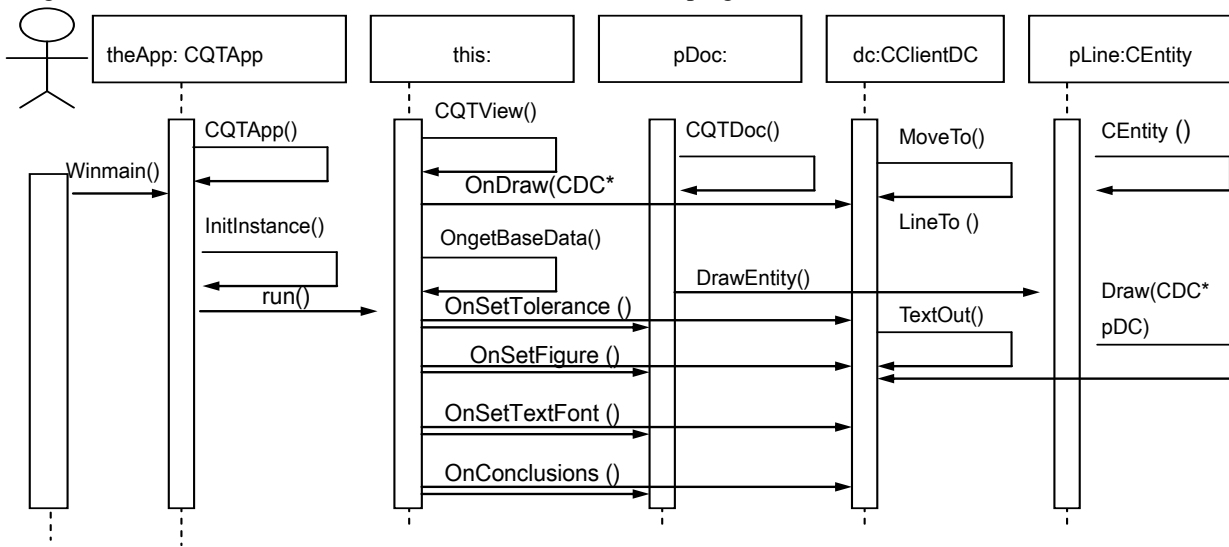 theApp: CQTApp
this:
pDoc:
dc:CClientDC
pLine:CEntity
CQTApp()
CQTView()
CQTDoc()
MoveTo()
CEntity ()
Winmain()
OnDraw(CDC*
InitInstance()
OngetBaseData()
LineTo ()
run()
DrawEntity()
Draw(CDC*
pDC)
OnSetTolerance ()
TextOut()
OnSetFigure ()
OnSetTextFont ()
OnConclusions ()